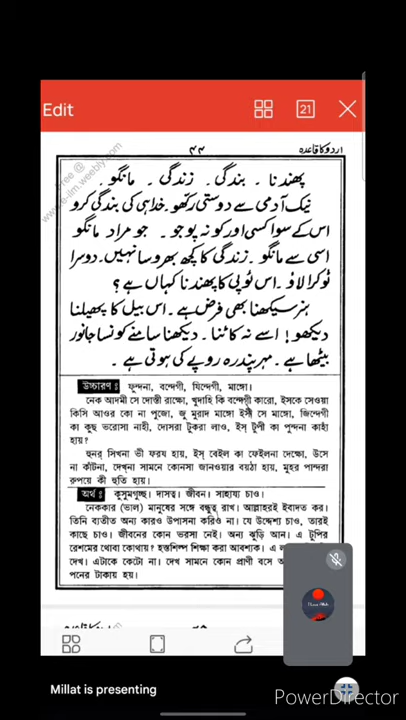 Edit
21
اردو کا قاعدہ
۴۴
پھندنا ۔ بندگی ۔ زندگی ۔ مانگو ۔
نیک آدمی سے دوستی رکھو ۔ خدا ہی کی بندگی کرو
اس کے سوا کسی اور کو نہ پوجو ۔ جو مراد مانگو
اسی سے مانگو ۔ زندگی کا کچھ بھروسا نہیں ۔ دوسرا
ٹوکرا لاؤ ۔ اس ٹوپی کا پھندنا کہاں ہے ؟
ہنر سیکھنا بھی فرض ہے ۔ اس بیل کا پھیلنا
دیکھو ! اسے نہ کاٹنا ۔ دیکھنا سامنے کونسا جانور
بیٹھا ہے ۔ مہر پندرہ روپے کی ہوتی ہے ۔
উচ্চারণ : ফুন্দনা, বন্দেগী, যিন্দেগী, মাঙ্গো।
নেক আদমী সে দোস্তী রাক্ষো, খুদাহি কি বন্দেগী কারো, ইসকে সেওয়া
কিসি আওর কো না পুজো, জু মুরাদ মাঙ্গো ইসী সে মাঙ্গো, জিন্দেগী
কা কুছ ভরোসা নাহী, দোসরা টুকরা লাও, ইস টুপী কা পুন্দনা কাহাঁ
হায়?
হুনর সিখনা ভী ফরয হায়, ইস্ বেইল কা ফেইলনা দেক্ষো, উসে
না কাঁটনা, দেখ্না সামনে কোনসা জানওয়ার বয়ঠা হায়, মুহর পান্দরা
রুপয়ে কী হুতি হায়।
অর্থ : কুসুমগুচ্ছ। দাসত্ব। জীবন। সাহায্য চাও।
নেককার (ভাল) মানুষের সঙ্গে বন্ধুত্ব রাখ। আল্লাহরই ইবাদত কর।
তিনি ব্যতীত অন্য কারও উপাসনা করিও না। যে উদ্দেশ্য চাও, তারই
কাছে চাও। জীবনের কোন ভরসা নেই। অন্য ঝুড়ি আন। এ টুপির
রেশমের থোবা কোথায়? হস্তশিল্প শিক্ষা করা আবশ্যক। এ
দেখ। এটাকে কেটো না। দেখ সামনে কোন প্রাণী বসে
পনের টাকায় হয়।
Millat is presenting
PowerDirector